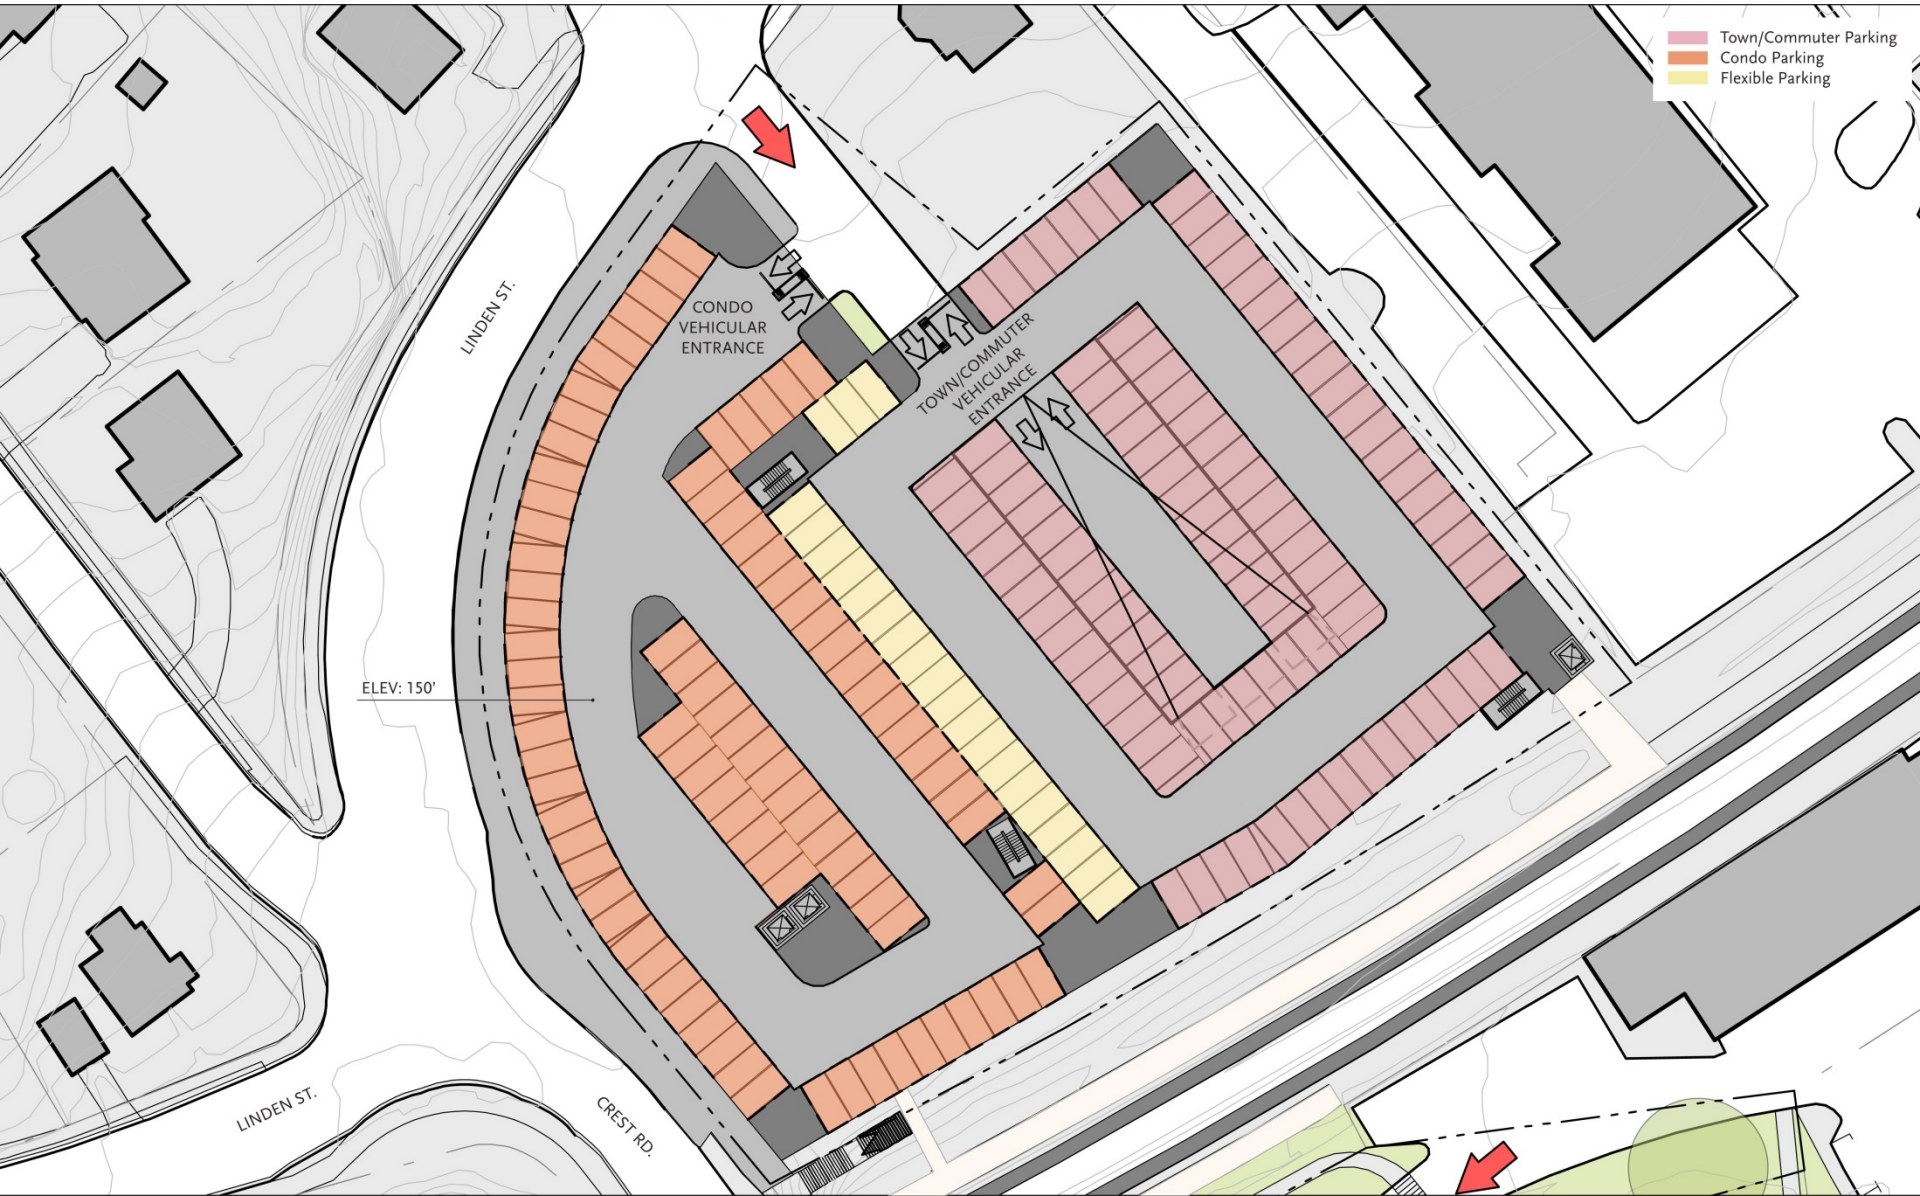 Town/Commuter Parking
Condo Parking
Flexible Parking
LINDEN ST.
CONDO
VEHICULAR
ENTRANCE
TOWN/COMMUTER
VEHICULAR
ENTRANCE
ELEV: 150'
LINDEN ST.
CREST RD.